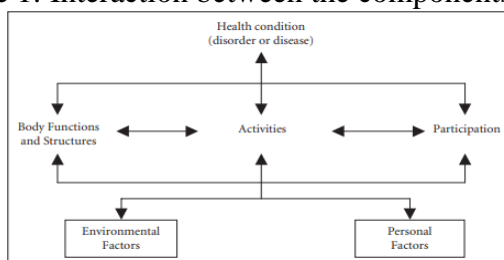 1. Interaction between the components
Health condition
(disorder or disease)
Body Functions
and Structures
Activities
Participation
Environmental
Factors
Personal
Factors